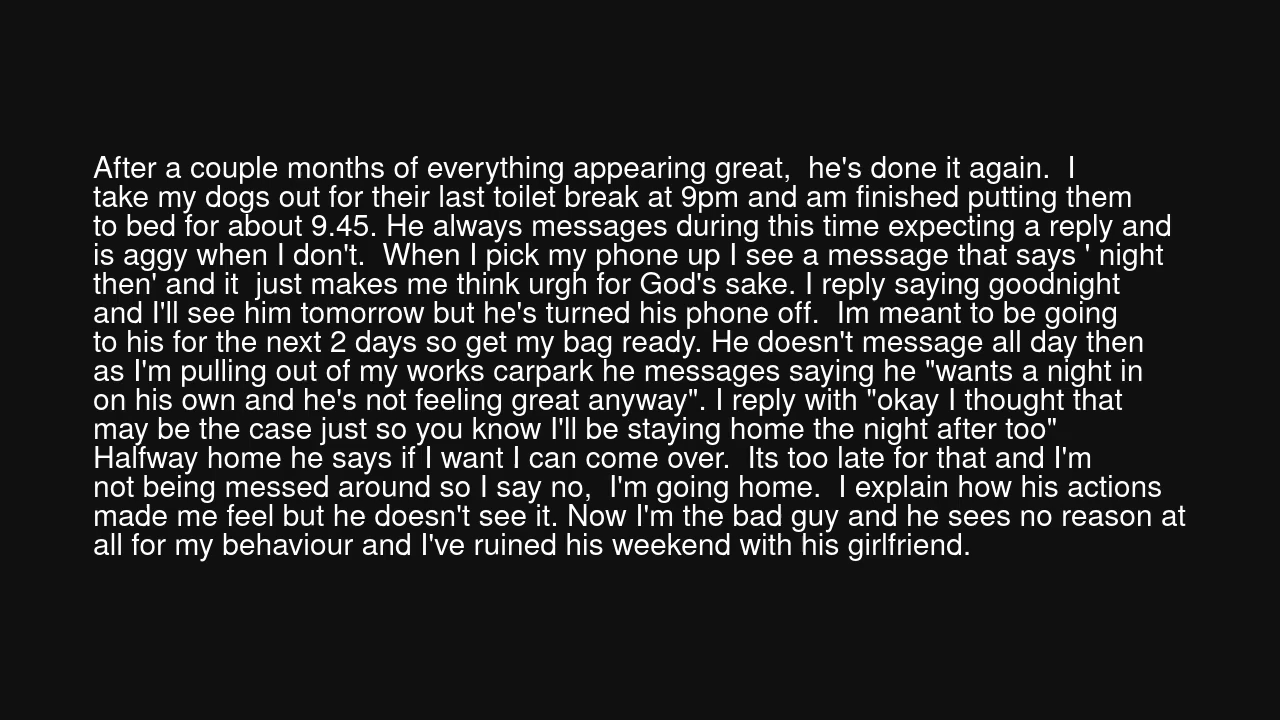 After a couple months of everything appearing great,  he's done it again.  I
take my dogs out for their last toilet break at 9pm and am finished putting them
to bed for about 9.45. He always messages during this time expecting a reply and
is aggy when I don't.  When I pick my phone up I see a message that says ' night
then' and it  just makes me think urgh for God's sake. I reply saying goodnight
and I'll see him tomorrow but he's turned his phone off.  Im meant to be going
to his for the next 2 days so get my bag ready. He doesn't message all day then
as I'm pulling out of my works carpark he messages saying he "wants a night in
on his own and he's not feeling great anyway". I reply with "okay I thought that
may be the case just so you know I'll be staying home the night after too"
Halfway home he says if I want I can come over.  Its too late for that and I'm
not being messed around so I say no,  I'm going home.  I explain how his actions
made me feel but he doesn't see it. Now I'm the bad guy and he sees no reason at
all for my behaviour and I've ruined his weekend with his girlfriend.